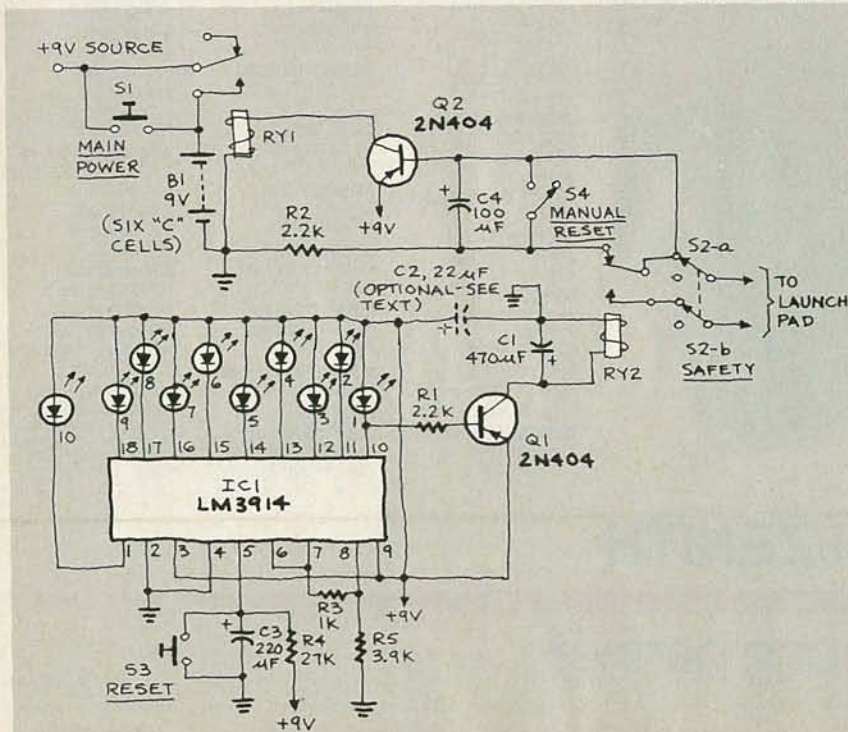 +9V SOURCE
S1
MAIN
POWER
B1
9V
(SIX "C"
CELLS)
RY1
Q2
2N404
+9V
R2
2.2K
C4
100
µF
S4
MANUAL
RESET
S2-a
TO
LAUNCH
PAD
S2-b
SAFETY
C2, 22µF
(OPTIONAL-SEE
TEXT)
C1
470µF
RY2
R1
2.2K
Q1
2N404
10
9
8
7
6
5
4
3
2
1
18 17 16 15 14 13 12 11 10
IC1
LM3914
1 2 3 4 5 6 7 8 9
S3
RESET
C3
220
µF
R4
27K
+9V
R3
1K
R5
3.9K
+9V